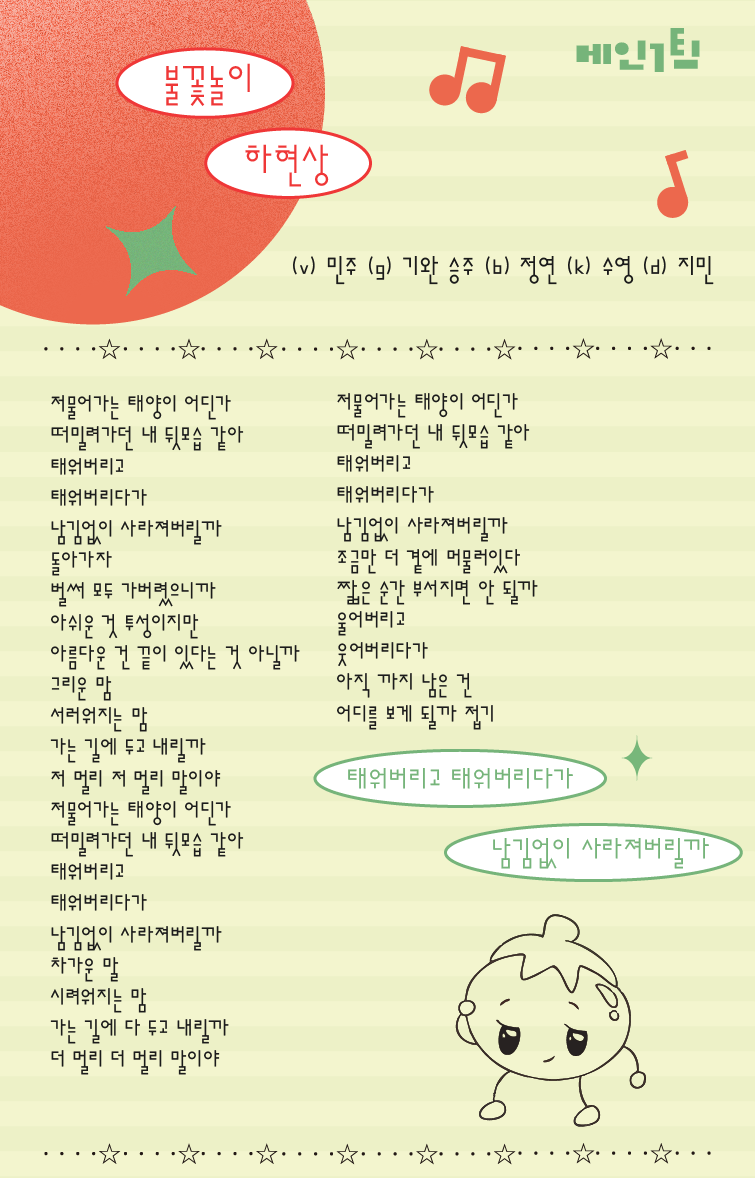 메인1팀
불꽃놀이
하현상
(v) 민주 (g) 기완 승주 (b) 정연 (k) 수영 (d) 지민
저물어가는 태양이 어딘가
떠밀려가던 내 뒷모습 같아
태워버리고
태워버리다가
남김없이 사라져버릴까
돌아가자
벌써 모두 가버렸으니까
아쉬운 것 투성이지만
아름다운 건 끝이 있다는 것 아닐까
그리운 맘
서러워지는 맘
가는 길에 두고 내릴까
저 멀리 저 멀리 말이야
저물어가는 태양이 어딘가
떠밀려가던 내 뒷모습 같아
태워버리고
태워버리다가
남김없이 사라져버릴까
차가운 말
시려워지는 맘
가는 길에 다 두고 내릴까
더 멀리 더 멀리 말이야
저물어가는 태양이 어딘가
떠밀려가던 내 뒷모습 같아
태워버리고
태워버리다가
남김없이 사라져버릴까
조금만 더 곁에 머물러있다
짧은 순간 부서지면 안 될까
울어버리고
웃어버리다가
아직 까지 남은 건
어디를 보게 될까 접기
태워버리고 태워버리다가
남김없이 사라져버릴까